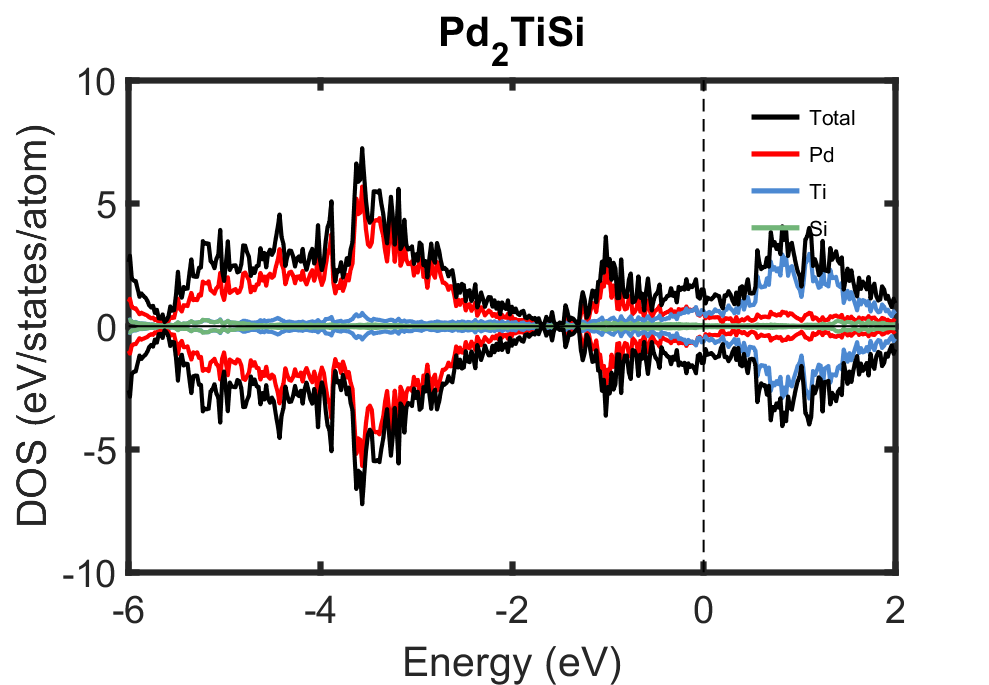 Pd₂TiSi
10
5
0
-5
-10
DOS (eV/states/atom)
Total
Pd
Ti
Si
-6
-4
-2
0
2
Energy (eV)